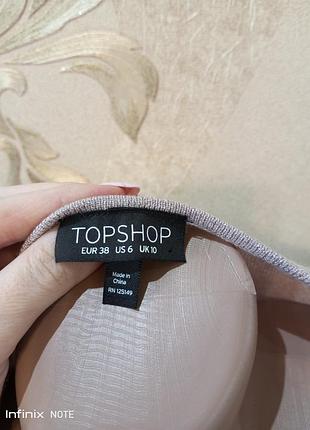 TOPSHOP
EUR 38 US 6 UK 10
Made in
China
RN 125149
Infinix NOTE